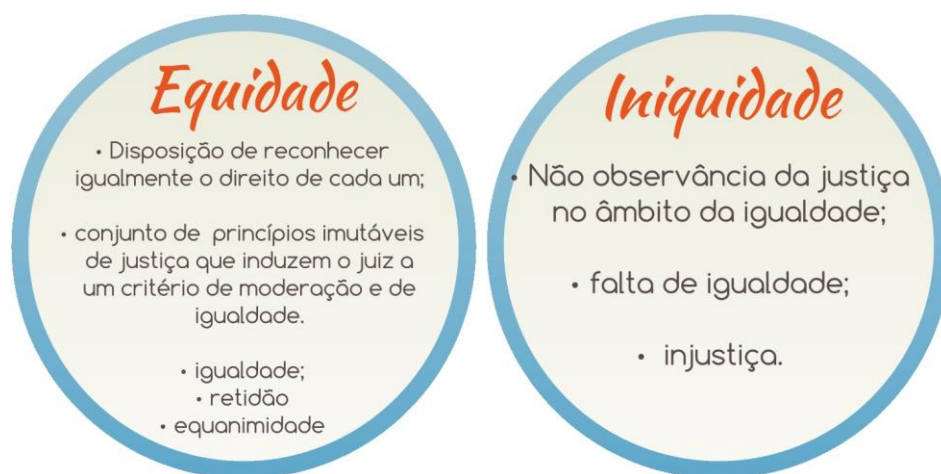 Equidade
• Disposição de reconhecer
igualmente o direito de cada um;
• conjunto de princípios imutáveis
de justiça que induzem o juiz a
um critério de moderação e de
igualdade.
• igualdade;
• retidão
• equanimidade
Iniquidade
• Não observância da justiça
no âmbito da igualdade;
• falta de igualdade;
• injustiça.